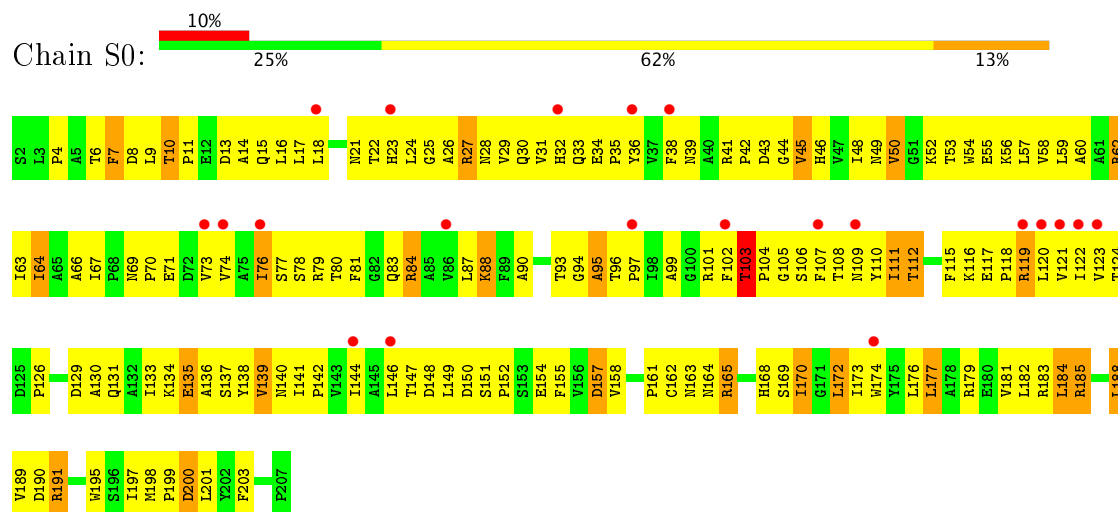 10%
Chain S0:
25% 62% 13%
S2 L3 P4 A5 T6 F7 D8 L9 T10 P11 E12 D13 A14 Q15 L16 L17 L18 N21 T22 H23 L24 G25 A26 R27 N28 V29 Q30 V31 H32 Q33 E34 P35 Y36 V37 F38 N39 A40 R41 P42 D43 G44 V45 H46 V47 I48 N49 V50 G51 K52 T53 W54 E55 K56 L57 V58 L59 A60 A61 R62
I63 I64 A65 A66 I67 P68 N69 P70 E71 D72 V73 V74 A75 I76 S77 S78 R79 T80 F81 G82 Q83 R84 A85 V86 L87 K88 F89 A90 T93 G94 A95 T96 P97 I98 A99 G100 R101 F102 T103 P104 G105 S106 F107 T108 N109 Y110 I111 T112 F115 K116 E117 P118 R119 L120 V121 I122 V123 T124
D125 P126 D129 A130 Q131 A132 I133 K134 E135 A136 S137 Y138 V139 N140 I141 P142 V143 I144 A145 L146 T147 D148 L149 D150 S151 P152 S153 E154 F155 V156 D157 V158 P161 C162 N163 N164 R165 H168 S169 I170 G171 L172 I173 W174 Y175 L176 L177 A178 R179 E180 V181 L182 R183 L184 R185 L188
V189 D190 R191 W195 S196 I197 M198 P199 D200 L201 Y202 F203 P207